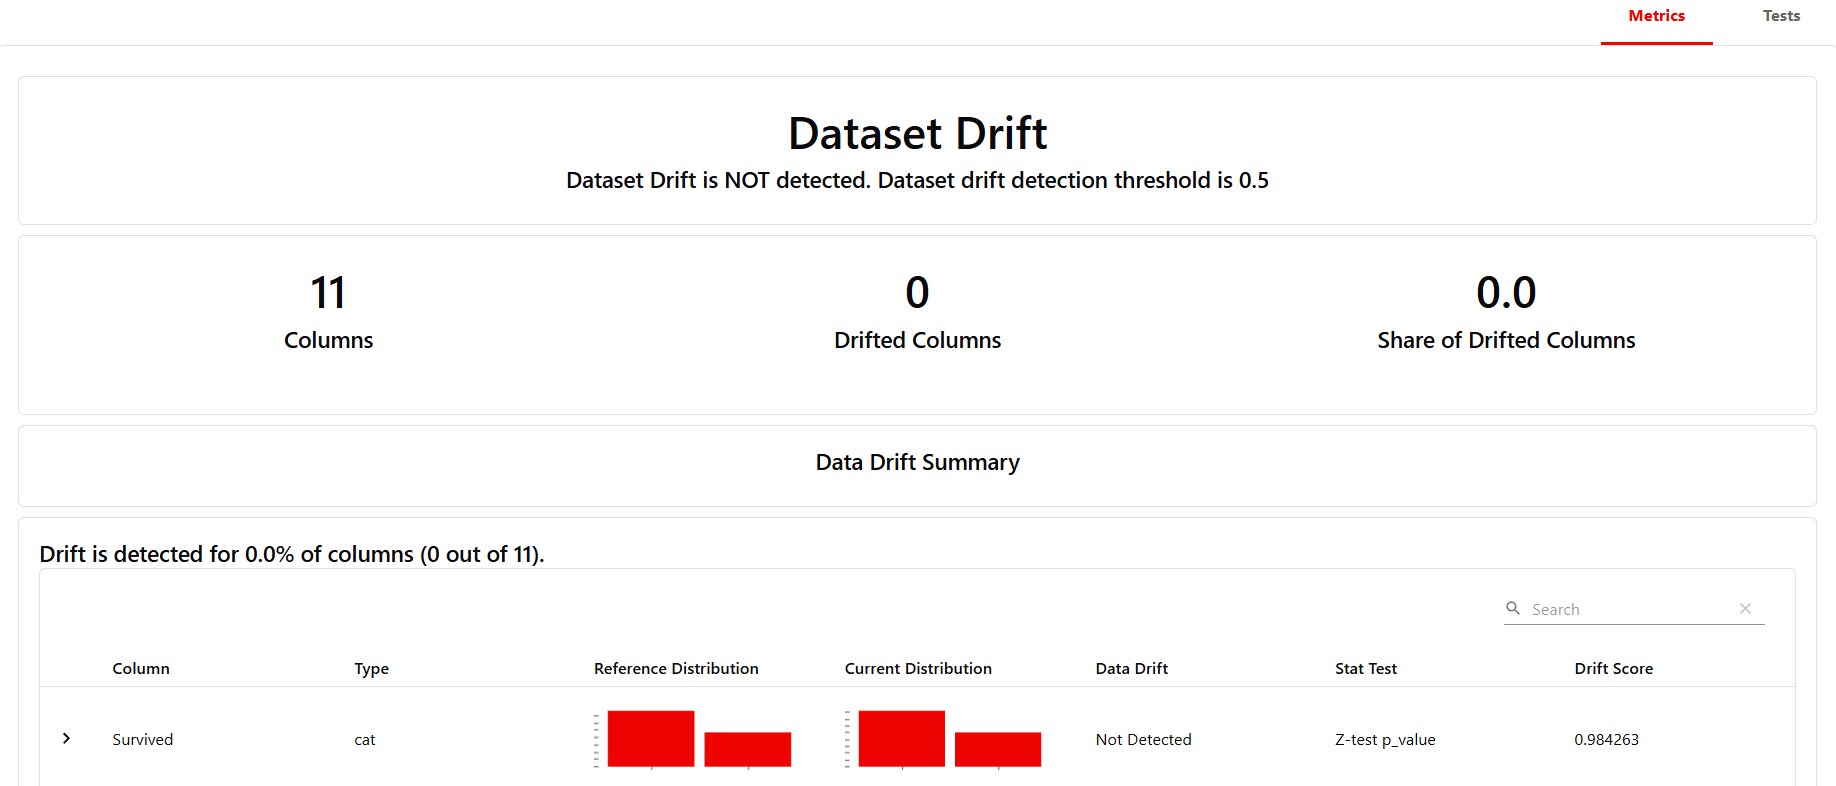 Metrics Tests
Dataset Drift
Dataset Drift is NOT detected. Dataset drift detection threshold is 0.5
11 0 0.0
Columns Drifted Columns Share of Drifted Columns
Data Drift Summary
Drift is detected for 0.0% of columns (0 out of 11).
Search
Column Type Reference Distribution Current Distribution Data Drift Stat Test Drift Score
Survived cat Not Detected Z-test p_value 0.984263